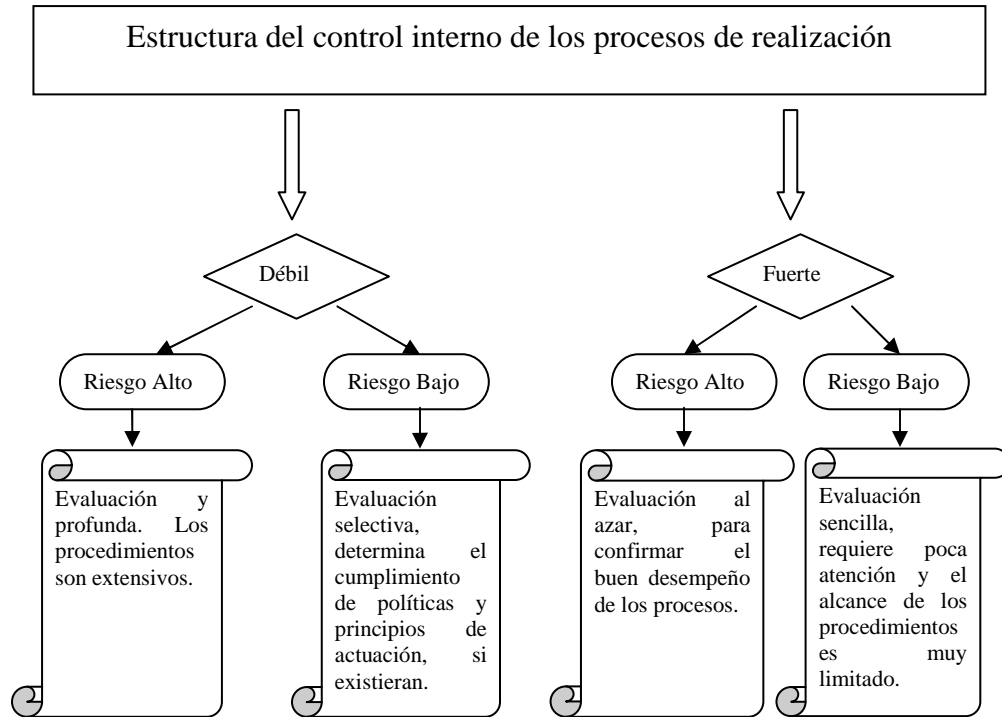 Estructura del control interno de los procesos de realización
Débil
Fuerte
Riesgo Alto
Riesgo Bajo
Riesgo Alto
Riesgo Bajo
Evaluación y
profunda. Los
procedimientos
son extensivos.
Evaluación
selectiva,
determina el
cumplimiento
de políticas y
principios de
actuación, si
existieran.
Evaluación al
azar, para
confirmar el
buen desempeño
de los procesos.
Evaluación
sencilla,
requiere poca
atención y el
alcance de los
procedimientos
es muy
limitado.